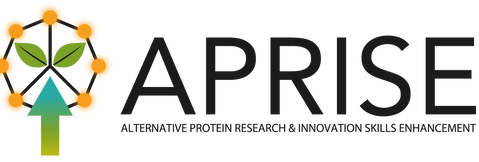 APRISE
ALTERNATIVE PROTEIN RESEARCH & INNOVATION SKILLS ENHANCEMENT